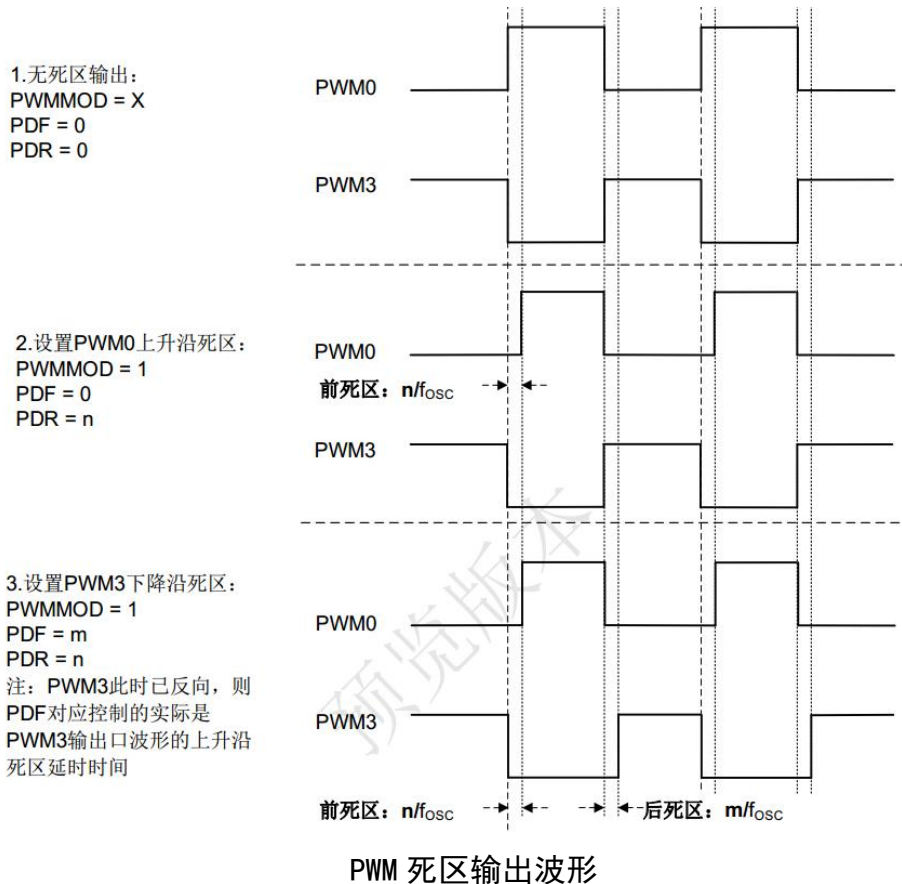 1.无死区输出：
PWMMOD = X
PDF = 0
PDR = 0
PWM0
PWM3
2.设置PWM0上升沿死区：
PWMMOD = 1
PDF = 0
PDR = n
PWM0
前死区：n/fOSC
PWM3
3.设置PWM3下降沿死区：
PWMMOD = 1
PDF = m
PDR = n
注：PWM3此时已反向，则
PDF对应控制的实际是
PWM3输出口波形的上升沿
死区延时时间
PWM0
PWM3
前死区：n/fOSC
后死区：m/fOSC
预览版本
PWM 死区输出波形